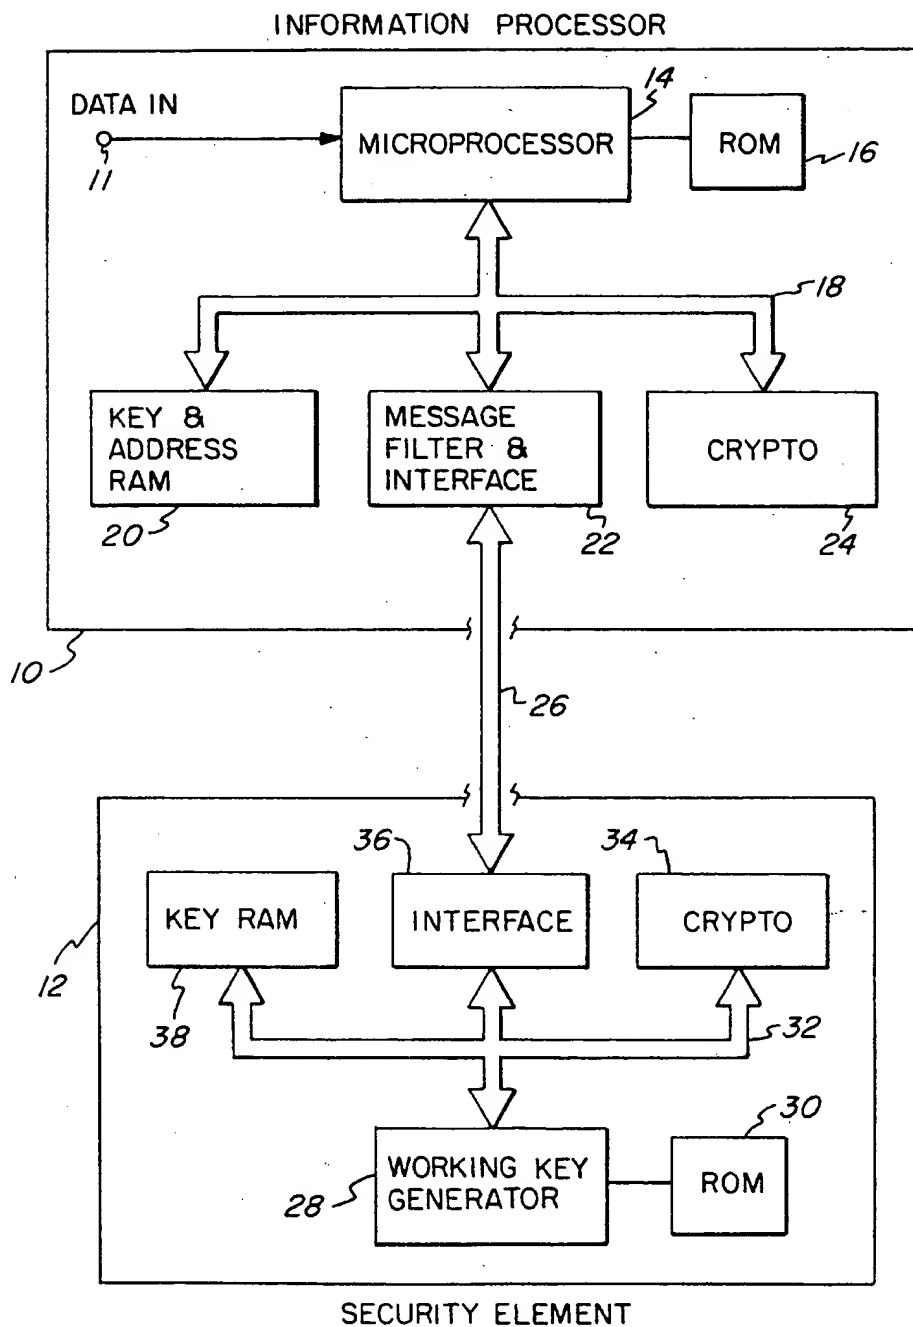 INFORMATION PROCESSOR
DATA IN
11
MICROPROCESSOR
14
ROM
16
18
KEY &
ADDRESS
RAM
20
MESSAGE
FILTER &
INTERFACE
22
CRYPTO
24
10
26
36
34
KEY RAM
INTERFACE
CRYPTO
12
38
32
30
WORKING KEY
GENERATOR
28
ROM
SECURITY ELEMENT